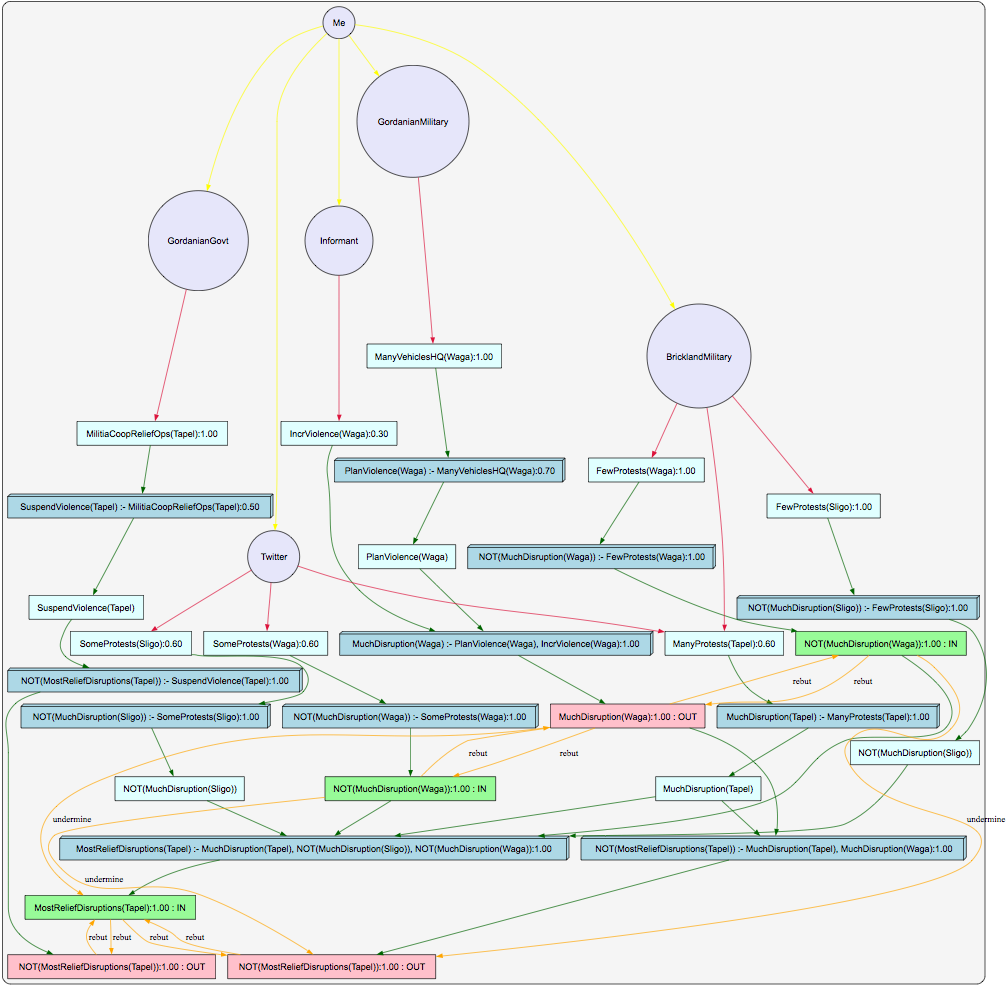 Me
GordanianMilitary
GordanianGovt
Informant
BricklandMilitary
ManyVehiclesHQ(Waga):1.00
MilitiaCoopReliefOps(Tapel):1.00
IncrViolence(Waga):0.30
PlanViolence(Waga) :- ManyVehiclesHQ(Waga):0.70
FewProtests(Waga):1.00
SuspendViolence(Tapel) :- MilitiaCoopReliefOps(Tapel):0.50
FewProtests(Sligo):1.00
Twitter
PlanViolence(Waga)
NOT(MuchDisruption(Waga)) :- FewProtests(Waga):1.00
SuspendViolence(Tapel)
NOT(MuchDisruption(Sligo)) :- FewProtests(Sligo):1.00
SomeProtests(Sligo):0.60
SomeProtests(Waga):0.60
MuchDisruption(Waga) :- PlanViolence(Waga), IncrViolence(Waga):1.00
ManyProtests(Tapel):0.60
NOT(MuchDisruption(Waga)):1.00 : IN
NOT(MostReliefDisruptions(Tapel)) :- SuspendViolence(Tapel):1.00
rebut
rebut
NOT(MuchDisruption(Sligo)) :- SomeProtests(Sligo):1.00
NOT(MuchDisruption(Waga)) :- SomeProtests(Waga):1.00
MuchDisruption(Waga):1.00 : OUT
MuchDisruption(Tapel) :- ManyProtests(Tapel):1.00
rebut
rebut
NOT(MuchDisruption(Sligo))
NOT(MuchDisruption(Sligo))
NOT(MuchDisruption(Waga)):1.00 : IN
MuchDisruption(Tapel)
undermine
undermine
MostReliefDisruptions(Tapel) :- MuchDisruption(Tapel), NOT(MuchDisruption(Sligo)), NOT(MuchDisruption(Waga)):1.00
NOT(MostReliefDisruptions(Tapel)) :- MuchDisruption(Tapel), MuchDisruption(Waga):1.00
undermine
MostReliefDisruptions(Tapel):1.00 : IN
rebut
rebut
rebut
rebut
NOT(MostReliefDisruptions(Tapel)):1.00 : OUT
NOT(MostReliefDisruptions(Tapel)):1.00 : OUT